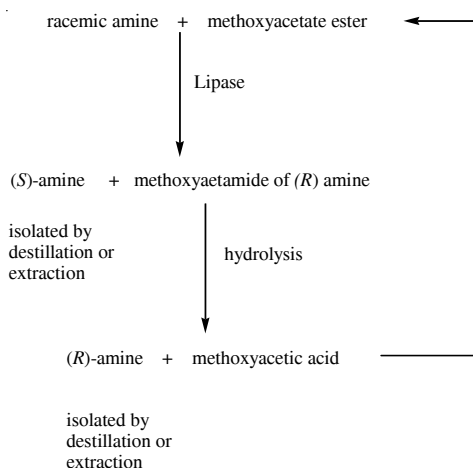 racemic amine + methoxyacetate ester
Lipase
(S)-amine + methoxyaetamide of (R) amine
isolated by
destillation or
extraction
hydrolysis
(R)-amine + methoxyacetic acid
isolated by
destillation or
extraction